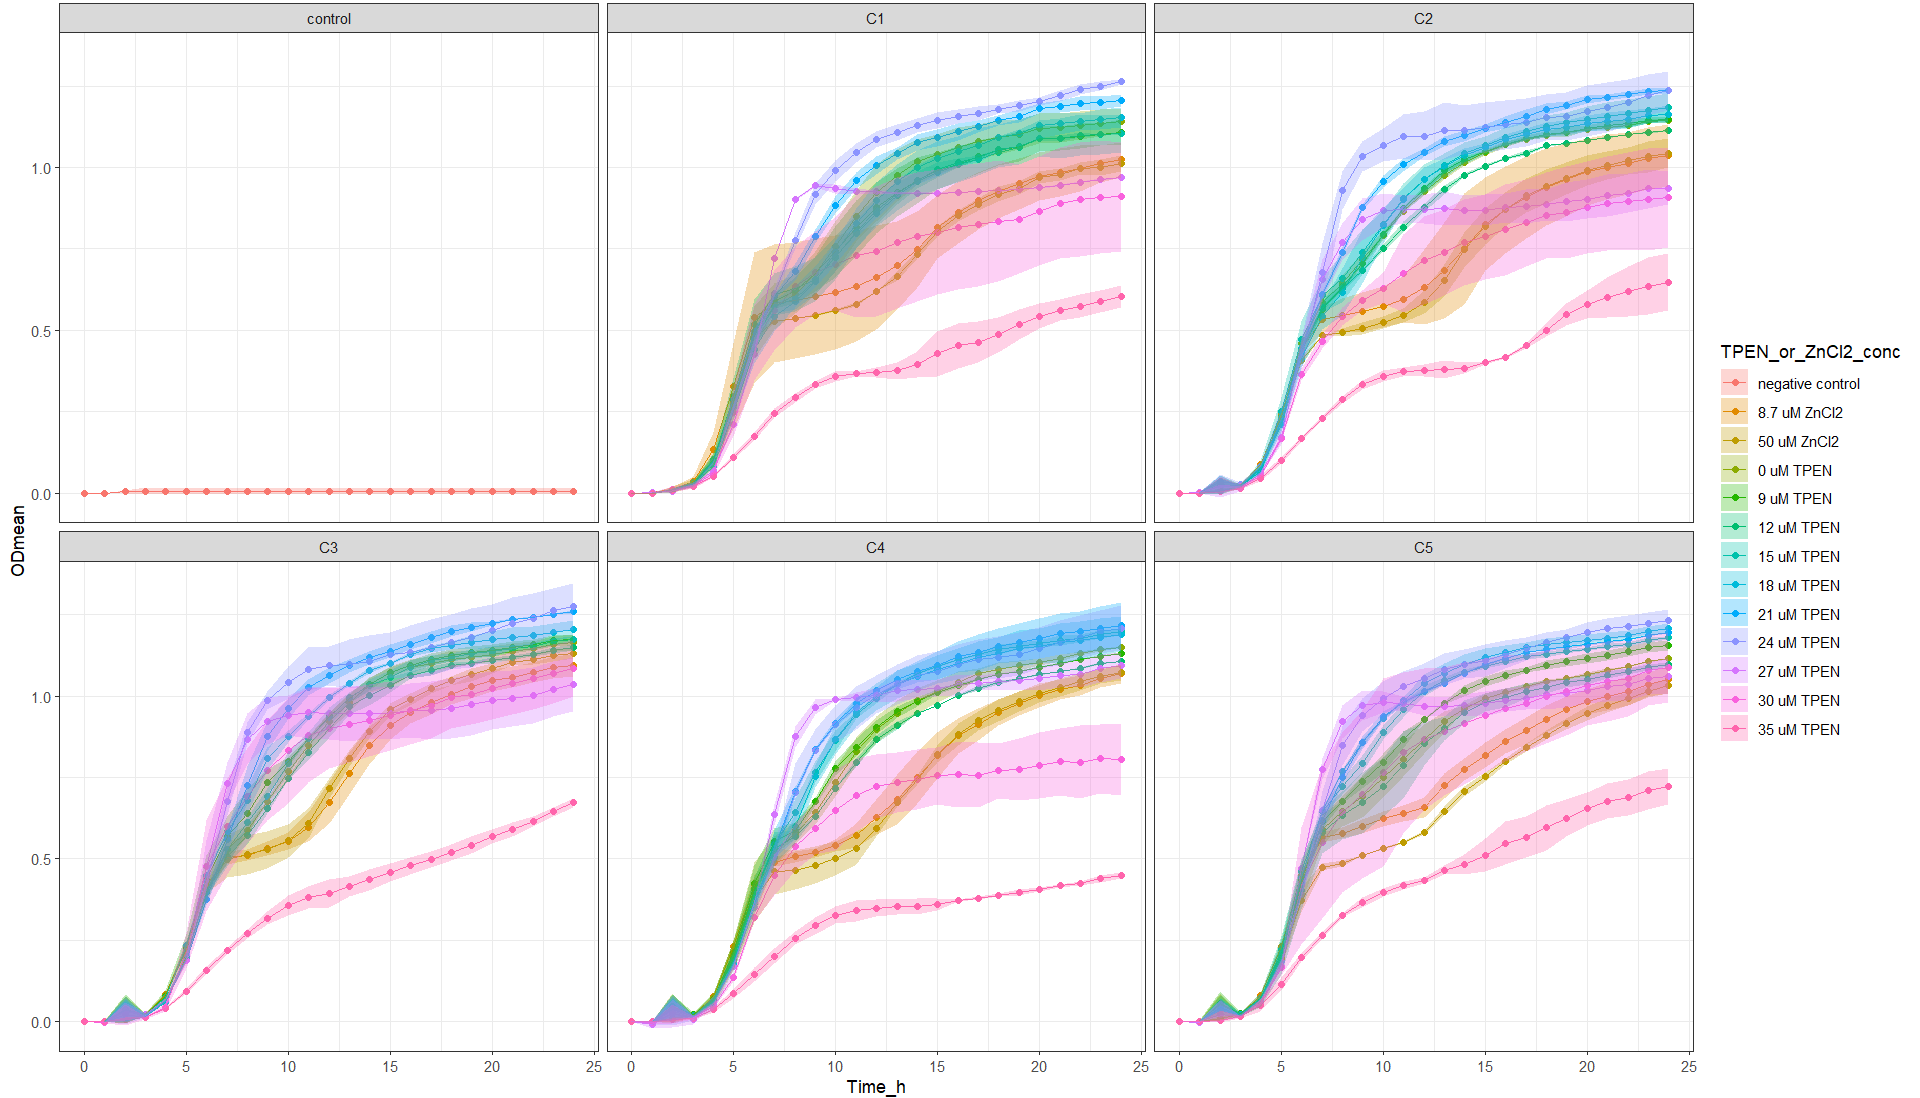 control
C1
C2
1.0
0.5
0.0
ODmean
C3
C4
C5
1.0
0.5
0.0
0 5 10 15 20 25
0 5 10 15 20 25
0 5 10 15 20 25
Time_h
TPEN_or_ZnCl2_conc
negative control
8.7 uM ZnCl2
50 uM ZnCl2
0 uM TPEN
9 uM TPEN
12 uM TPEN
15 uM TPEN
18 uM TPEN
21 uM TPEN
24 uM TPEN
27 uM TPEN
30 uM TPEN
35 uM TPEN